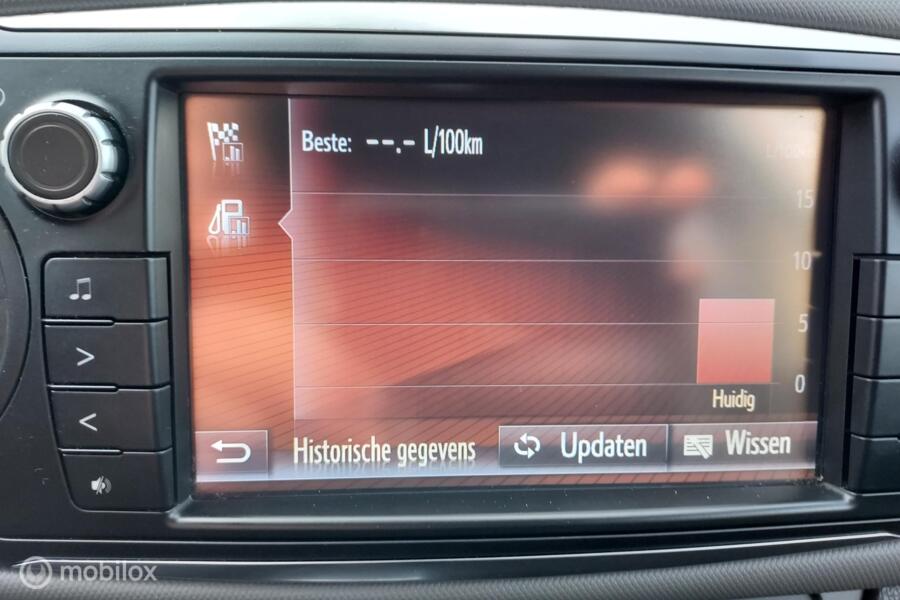 Beste: --.- L/100km
15
10
5
0
Huidig
Historische gegevens
Updaten
Wissen
mobilox